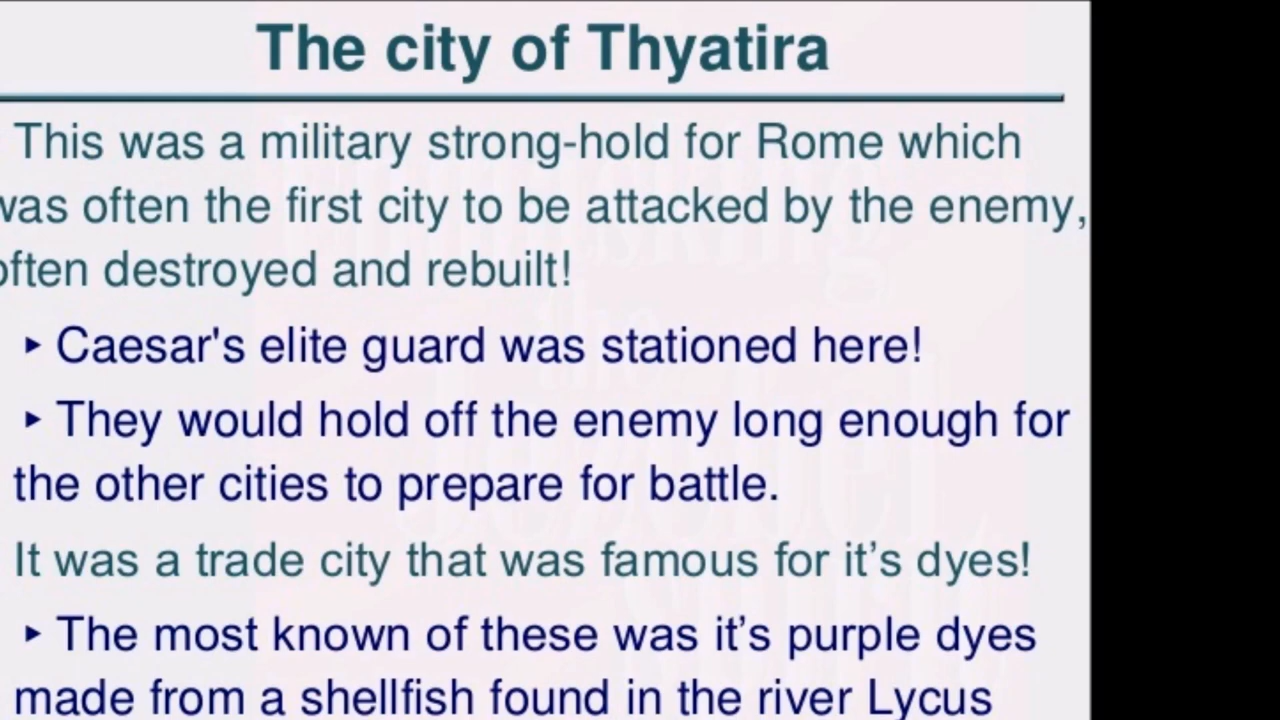 The city of Thyatira
This was a military strong-hold for Rome which
was often the first city to be attacked by the enemy,
often destroyed and rebuilt!
‣ Caesar's elite guard was stationed here!
‣ They would hold off the enemy long enough for
the other cities to prepare for battle.
It was a trade city that was famous for it’s dyes!
‣ The most known of these was it’s purple dyes
made from a shellfish found in the river Lycus